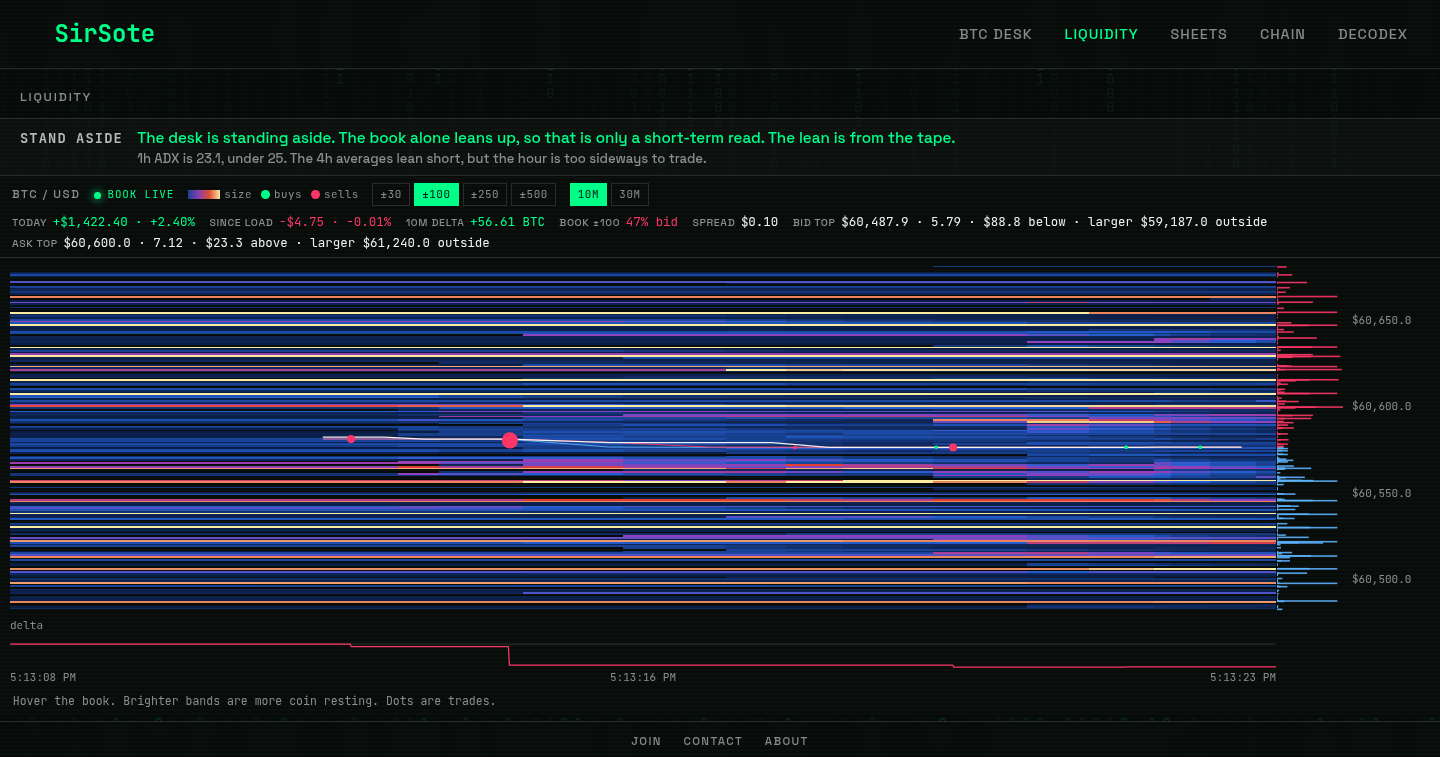 SirSote
BTC DESK LIQUIDITY SHEETS CHAIN DECODEX
LIQUIDITY
STAND ASIDE The desk is standing aside. The book alone leans up, so that is only a short-term read. The lean is from the tape.
1h ADX is 23.1, under 25. The 4h averages lean short, but the hour is too sideways to trade.
BTC / USD BOOK LIVE size buys sells ±30 ±100 ±250 ±500 10M 30M
TODAY +$1,422.40 · +2.40% SINCE LOAD -$4.75 · -0.01% 10M DELTA +56.61 BTC BOOK ±100 47% bid SPREAD $0.10 BID TOP $60,487.9 · 5.79 · $88.8 below · larger $59,187.0 outside
ASK TOP $60,600.0 · 7.12 · $23.3 above · larger $61,240.0 outside
$60,650.0
$60,600.0
$60,550.0
$60,500.0
delta
5:13:08 PM 5:13:16 PM 5:13:23 PM
Hover the book. Brighter bands are more coin resting. Dots are trades.
JOIN CONTACT ABOUT